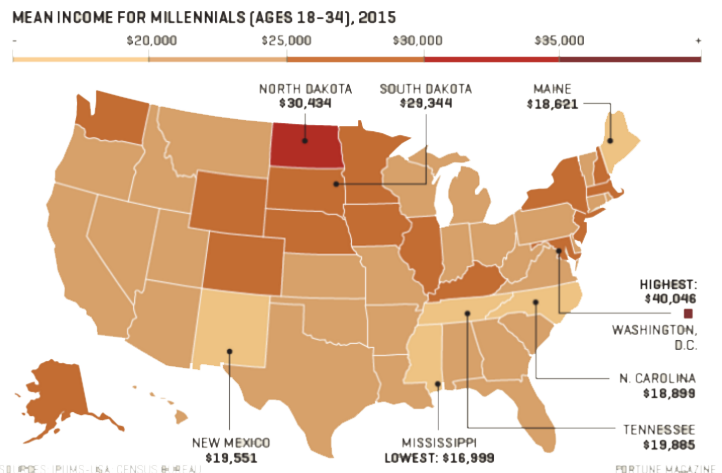 MEAN INCOME FOR MILLENNIALS (AGES 18-34), 2015
- $20,000 $25,000 $30,000 $35,000 +
NORTH DAKOTA
$30,434
SOUTH DAKOTA
$29,344
MAINE
$18,621
HIGHEST:
$40,046
WASHINGTON,
D.C.
N. CAROLINA
$18,899
TENNESSEE
$19,885
NEW MEXICO
$19,551
MISSISSIPPI
LOWEST: $16,999
CENSUS BUREAU
FORTUNE MAGAZINE